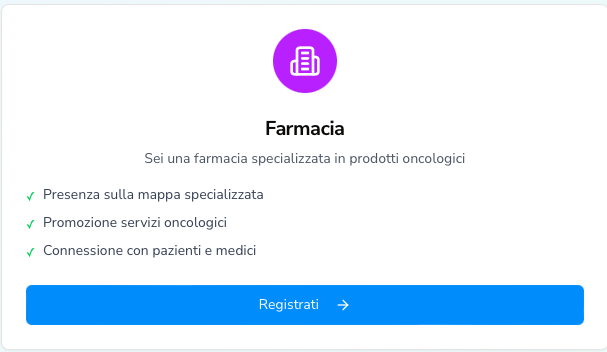 Farmacia
Sei una farmacia specializzata in prodotti oncologici
✓ Presenza sulla mappa specializzata
✓ Promozione servizi oncologici
✓ Connessione con pazienti e medici
Registrati →